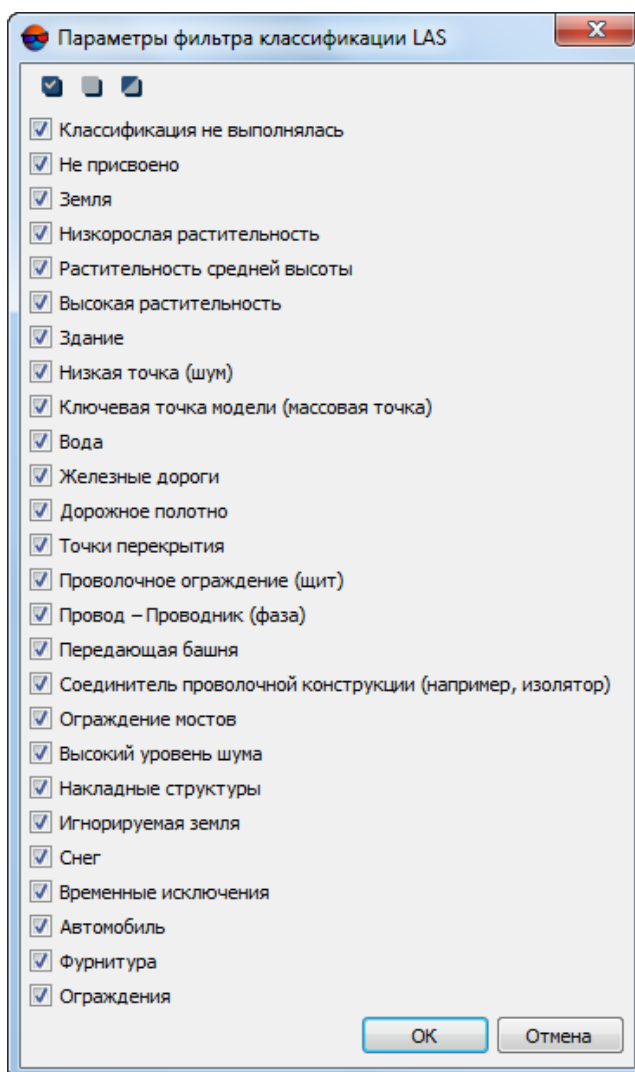 Параметры фильтра классификации LAS
Классификация не выполнялась
Не присвоено
Земля
Низкорослая растительность
Растительность средней высоты
Высокая растительность
Здание
Низкая точка (шум)
Ключевая точка модели (массовая точка)
Вода
Железные дороги
Дорожное полотно
Точки перекрытия
Проволочное ограждение (щит)
Провод – Проводник (фаза)
Передающая башня
Соединитель проволочной конструкции (например, изолятор)
Ограждение мостов
Высокий уровень шума
Накладные структуры
Игнорируемая земля
Снег
Временные исключения
Автомобиль
Фурнитура
Ограждения
ОК Отмена